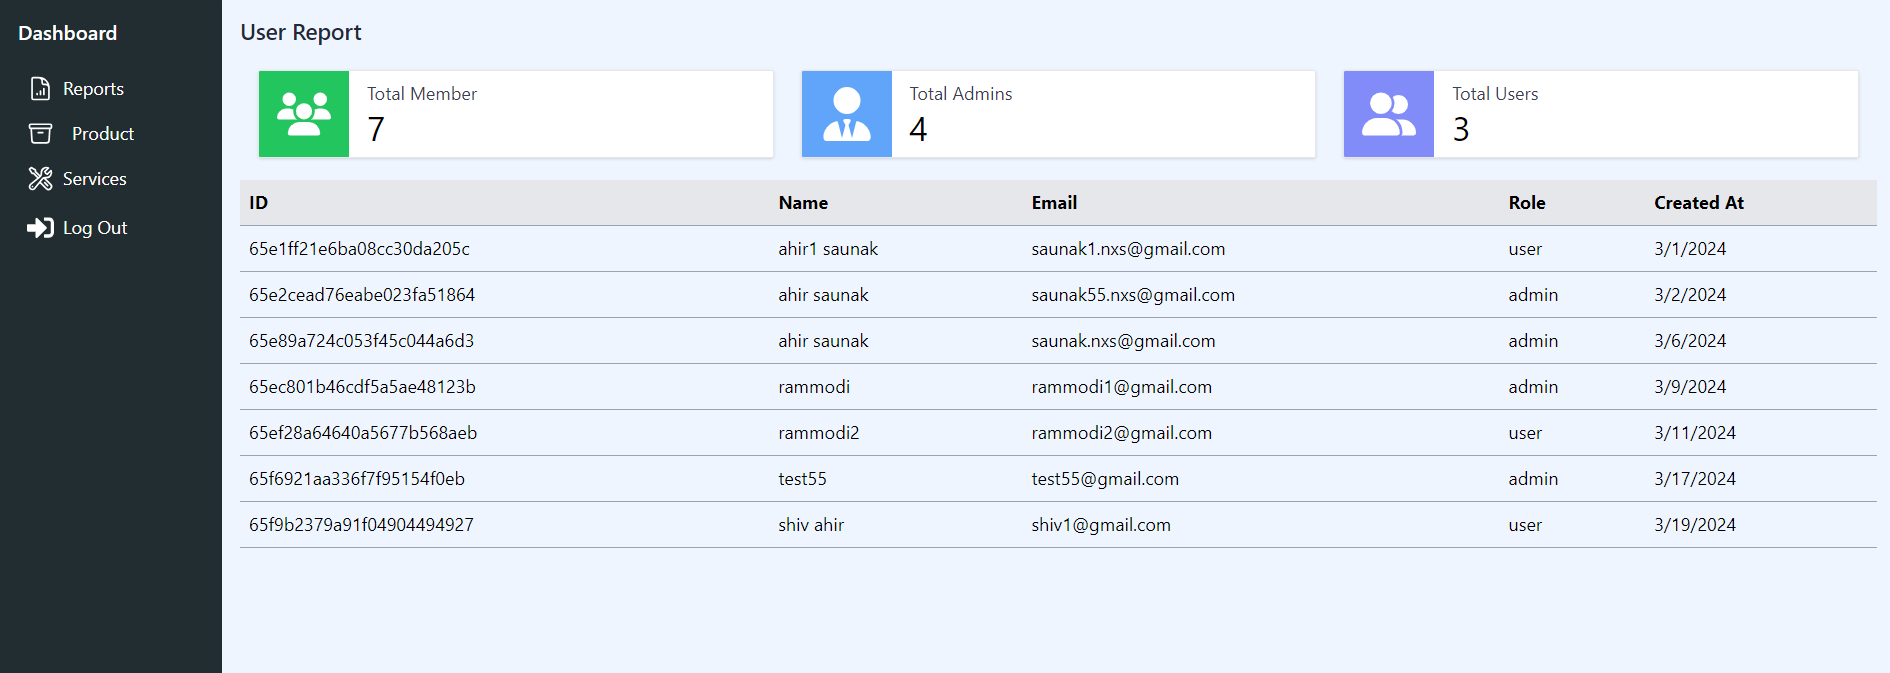 Dashboard
Reports
Product
Services
Log Out
User Report
Total Member
7
Total Admins
4
Total Users
3
ID Name Email Role Created At
65e1ff21e6ba08cc30da205c ahir1 saunak saunak1.nxs@gmail.com user 3/1/2024
65e2cead76eabe023fa51864 ahir saunak saunak55.nxs@gmail.com admin 3/2/2024
65e89a724c053f45c044a6d3 ahir saunak saunak.nxs@gmail.com admin 3/6/2024
65ec801b46cdf5a5ae48123b rammodi rammodi1@gmail.com admin 3/9/2024
65ef28a64640a5677b568aeb rammodi2 rammodi2@gmail.com user 3/11/2024
65f6921aa336f7f95154f0eb test55 test55@gmail.com admin 3/17/2024
65f9b2379a91f04904494927 shiv ahir shiv1@gmail.com user 3/19/2024